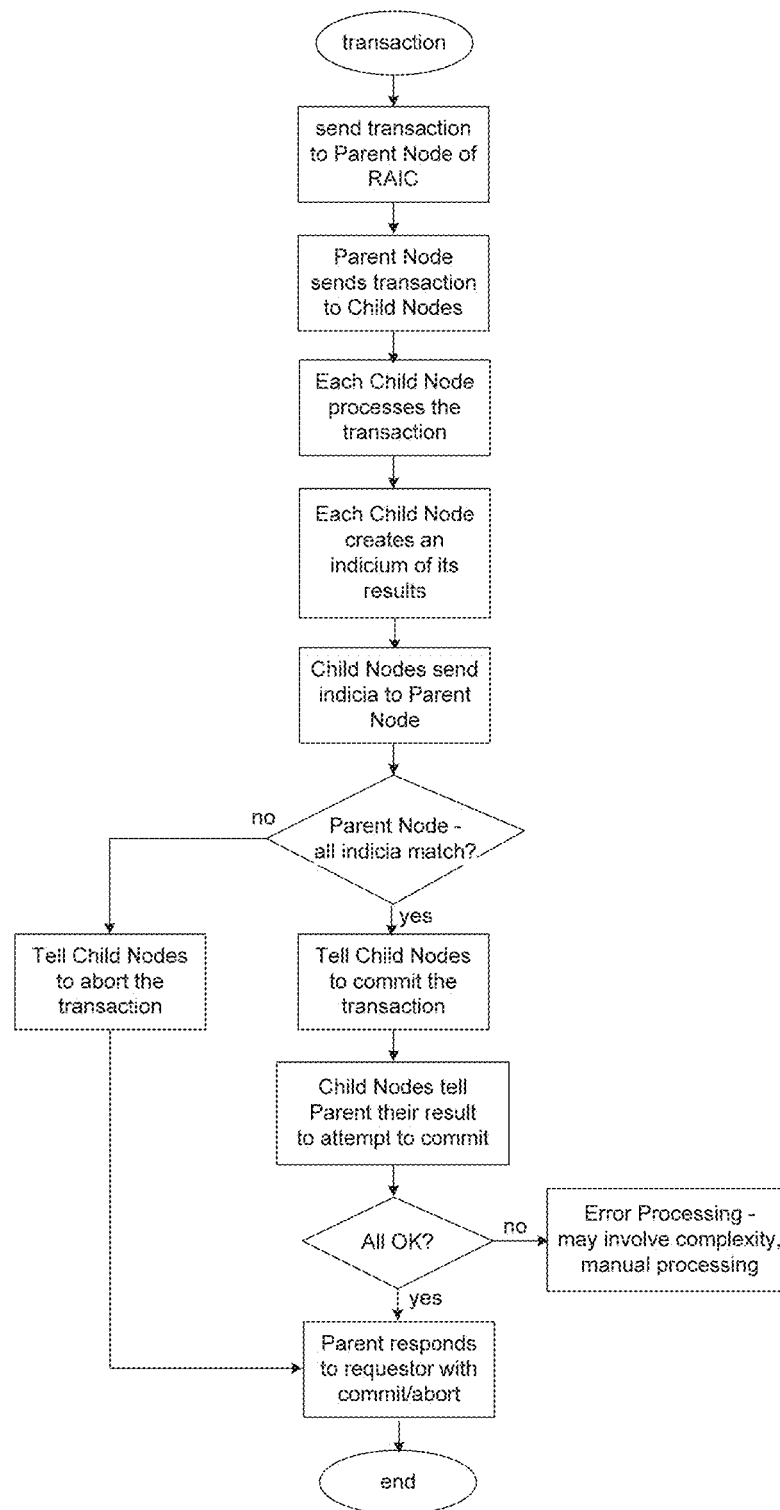 transaction
send transaction
to Parent Node of
RAIC
Parent Node
sends transaction
to Child Nodes
Each Child Node
processes the
transaction
Each Child Node
creates an
indicium of its
results
Child Nodes send
indicia to Parent
Node
no
Parent Node -
all indicia match?
yes
Tell Child Nodes
to abort the
transaction
Tell Child Nodes
to commit the
transaction
Child Nodes tell
Parent their result
to attempt to commit
All OK?
no
Error Processing -
may involve complexity,
manual processing
yes
Parent responds
to requestor with
commit/abort
end